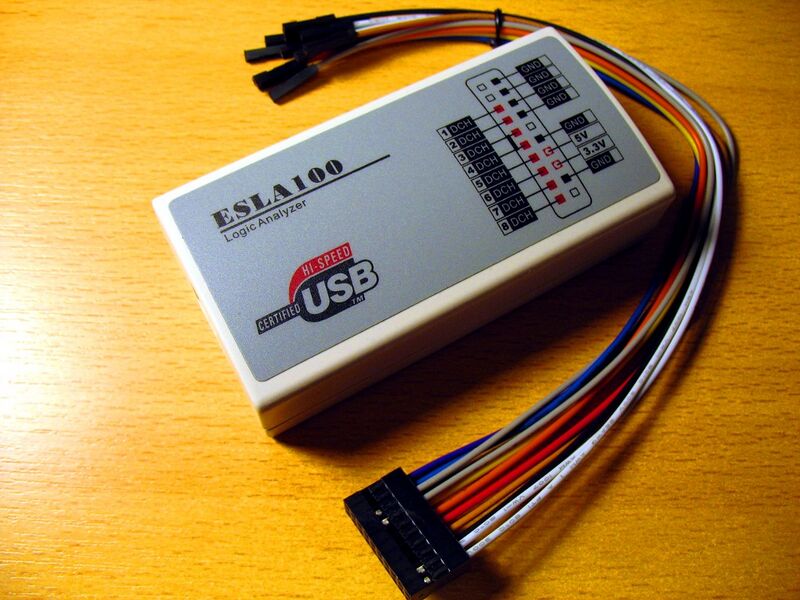 ESLA100
Logic Analyzer
HI-SPEED
CERTIFIED USB TM
1 DCH
2 DCH
3 DCH
4 DCH
5 DCH
6 DCH
7 DCH
8 DCH
GND
GND
GND
GND
5V
3.3V
GND